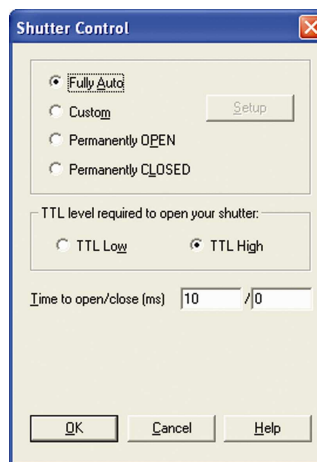 Shutter Control
Fully Auto
Custom
Setup
Permanently OPEN
Permanently CLOSED
TTL level required to open your shutter:
TTL Low
TTL High
Time to open/close (ms) 10 / 0
OK Cancel Help